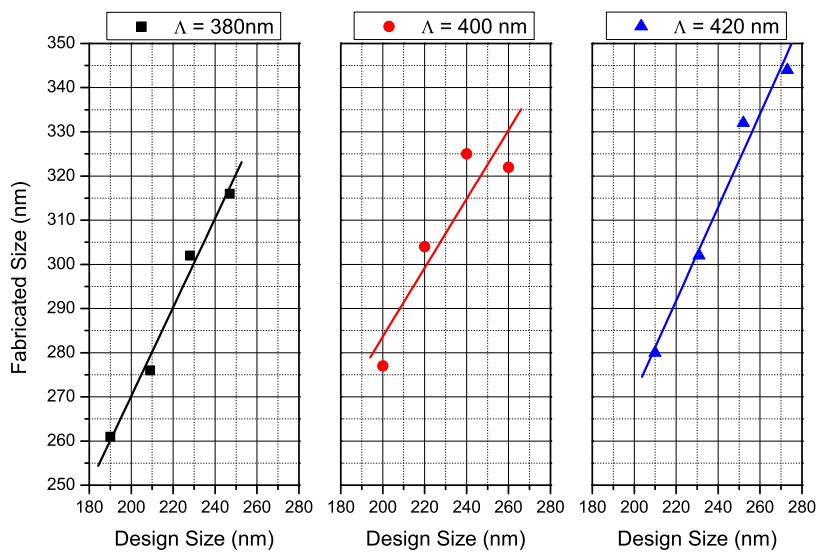 Λ = 380nm
Λ = 400 nm
Λ = 420 nm
350
340
330
320
310
300
290
280
270
260
250
Fabricated Size (nm)
180 200 220 240 260 280
180 200 220 240 260 280
180 200 220 240 260 280
Design Size (nm)
Design Size (nm)
Design Size (nm)